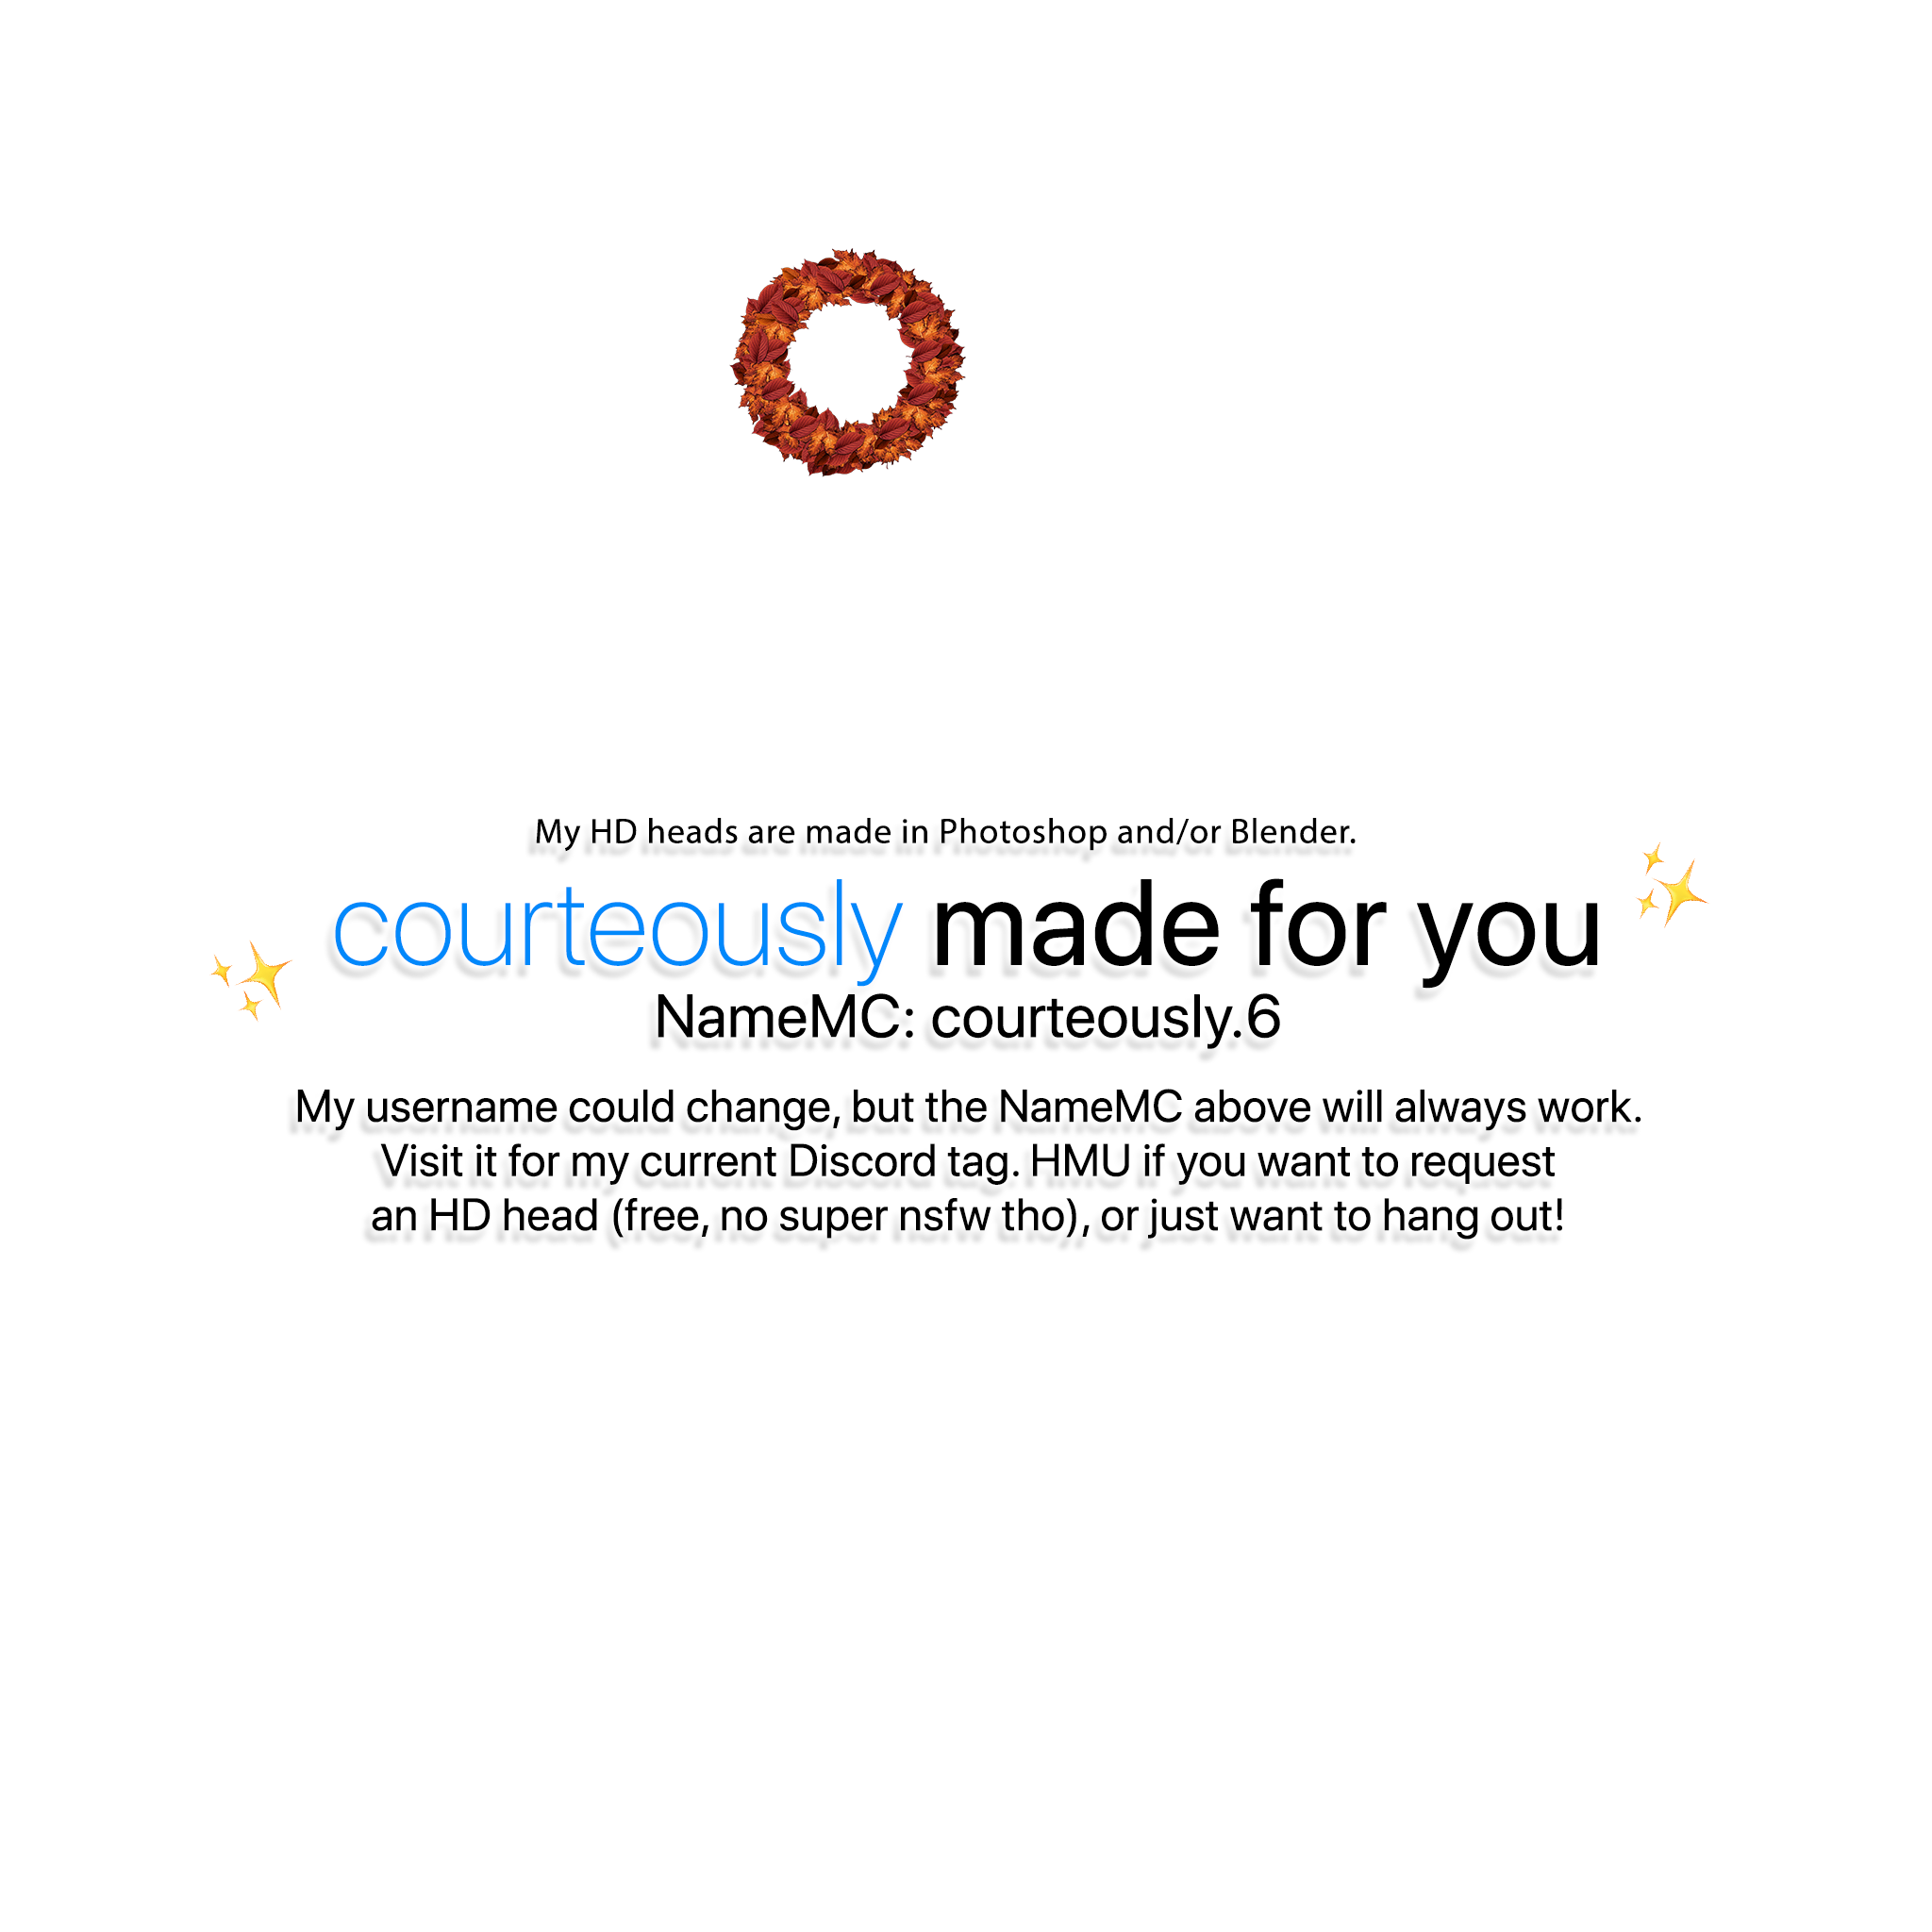 My HD heads are made in Photoshop and/or Blender.
courteously made for you
NameMC: courteously.6
My username could change, but the NameMC above will always work.
Visit it for my current Discord tag. HMU if you want to request
an HD head (free, no super nsfw tho), or just want to hang out!